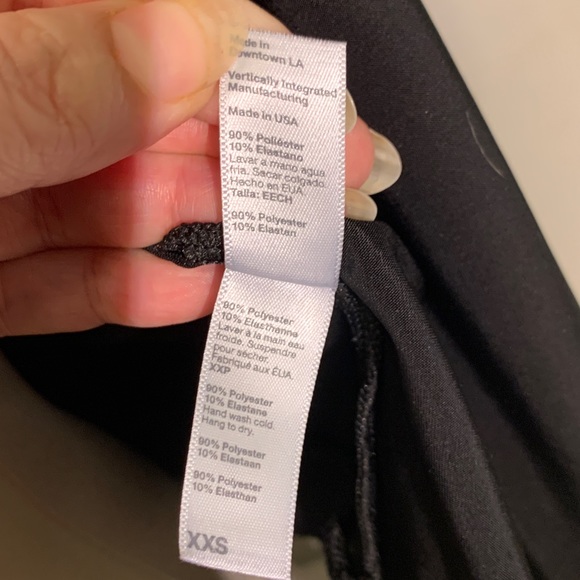 Made in
Downtown LA
Vertically Integrated
Manufacturing
Made in USA
90% Poliéster
10% Elastano
Lavar a mano agua
fria. Secar colgado.
Hecho en EUA.
Talla: EECH
90% Polyester
10% Elastan
90% Polyester
10% Elasthenne
Laver à la main eau
froide. Suspendre
pour sécher.
Fabriqué aux ÉUA.
XXP
90% Polyester
10% Elastane
Hand wash cold.
Hang to dry.
90% Polyester
10% Elastaan
90% Polyester
10% Elasthan
XXS